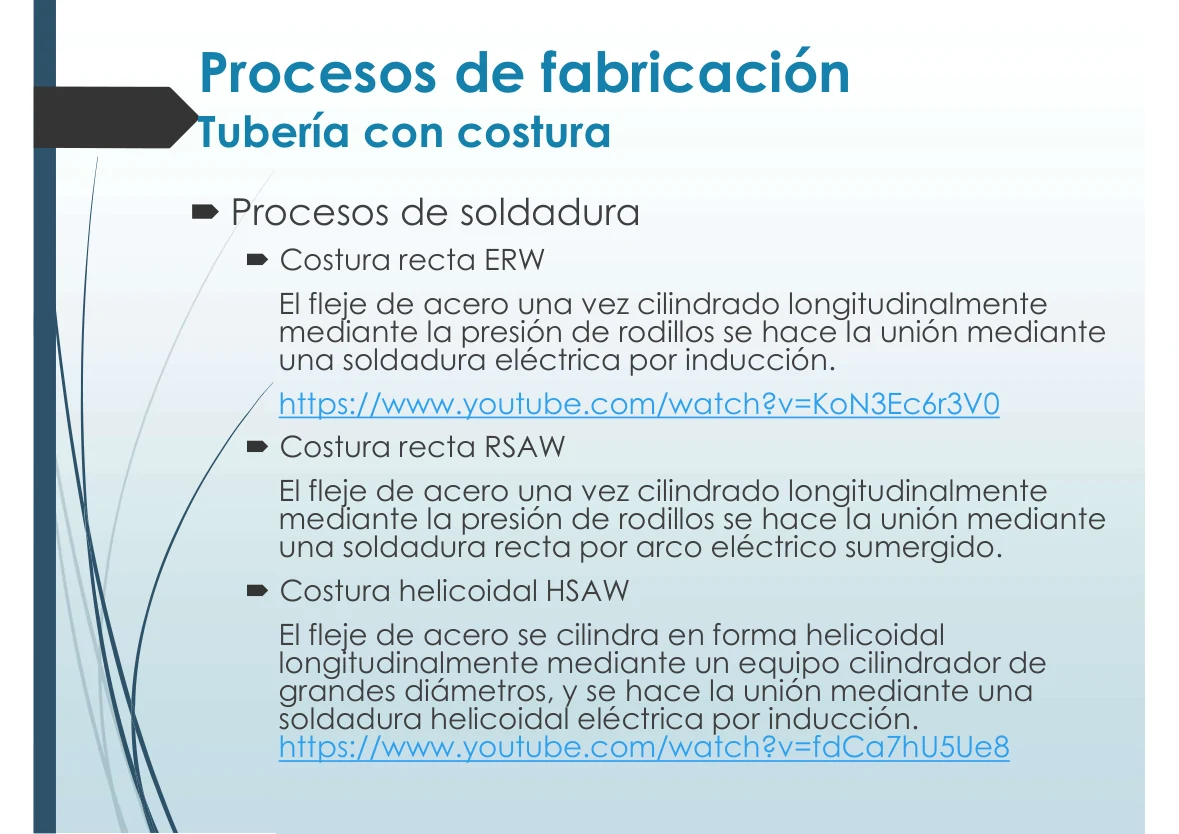 Procesos de fabricación
Tubería con costura
Procesos de soldadura
Costura recta ERW
El fleje de acero una vez cilindrado longitudinalmente
mediante la presión de rodillos se hace la unión mediante
una soldadura eléctrica por inducción.
https://www.youtube.com/watch?v=KoN3Ec6r3V0
Costura recta RSAW
El fleje de acero una vez cilindrado longitudinalmente
mediante la presión de rodillos se hace la unión mediante
una soldadura recta por arco eléctrico sumergido.
Costura helicoidal HSAW
El fleje de acero se cilindra en forma helicoidal
longitudinalmente mediante un equipo cilindrador de
grandes diámetros, y se hace la unión mediante una
soldadura helicoidal eléctrica por inducción.
https://www.youtube.com/watch?v=fdCa7hU5Ue8